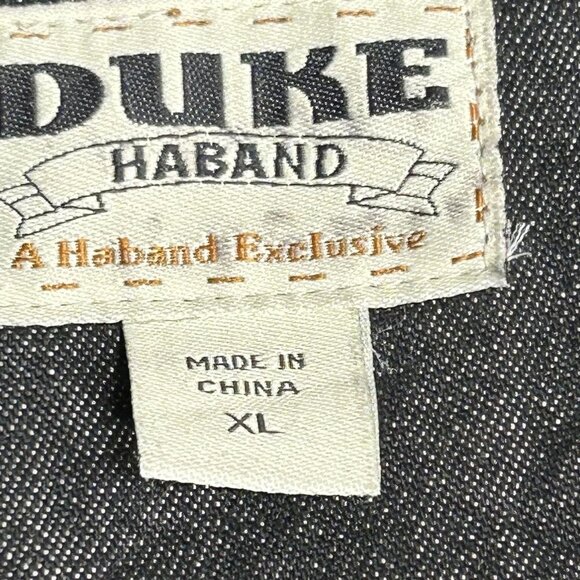 DUKE
HABAND
A Haband Exclusive
MADE IN
CHINA
XL